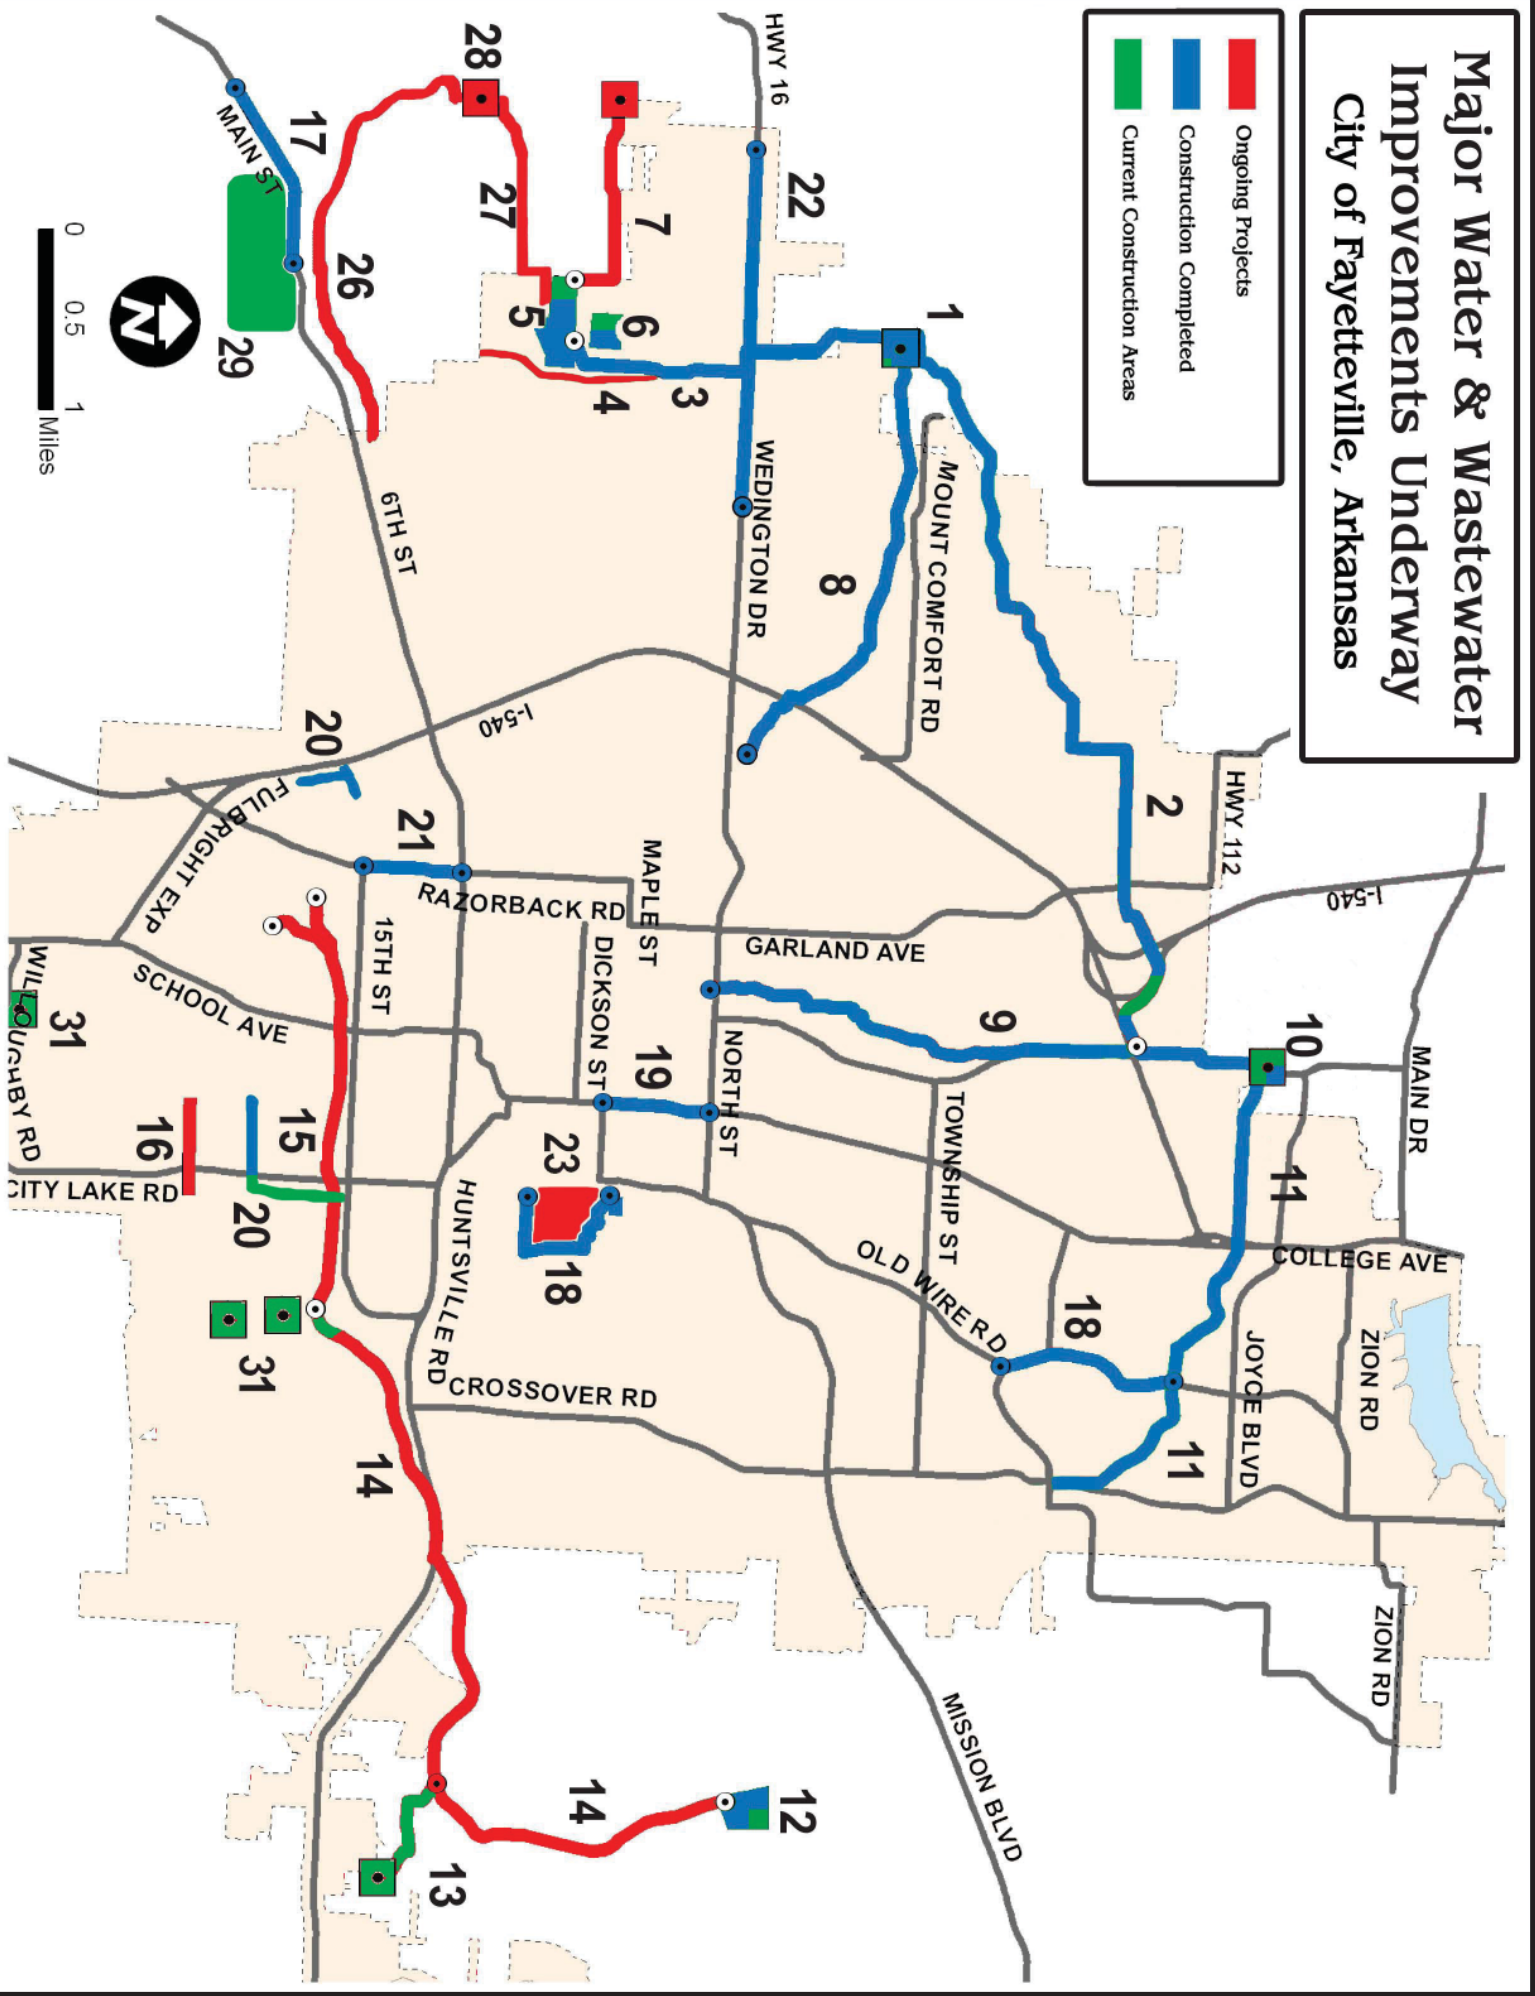 Major Water & Wastewater
Improvements Underway
City of Fayetteville, Arkansas
Ongoing Projects
Construction Completed
Current Construction Areas
HWY 16
22
1
MOUNT COMFORT RD
WEDINGTON DR
8
2
HWY 112
I-540
MAIN DR
10
9
11
COLLEGE AVE
ZION RD
JOYCE BLVD
11
18
ZION RD
TOWNSHIP ST
OLD WIRE RD
NORTH ST
GARLAND AVE
MAPLE ST
RAZORBACK RD
DICKSON ST
19
23
18
MISSION BLVD
12
14
13
14
CROSSOVER RD
HUNTSVILLE RD
15TH ST
SCHOOL AVE
21
20
I-540
FULBRIGHT EXP
WILLOUGHBY RD
31
16
15
20
CITY LAKE RD
31
6TH ST
28
27
7
6
5
4
3
26
17
MAIN ST
29
N
0 0.5 1
Miles